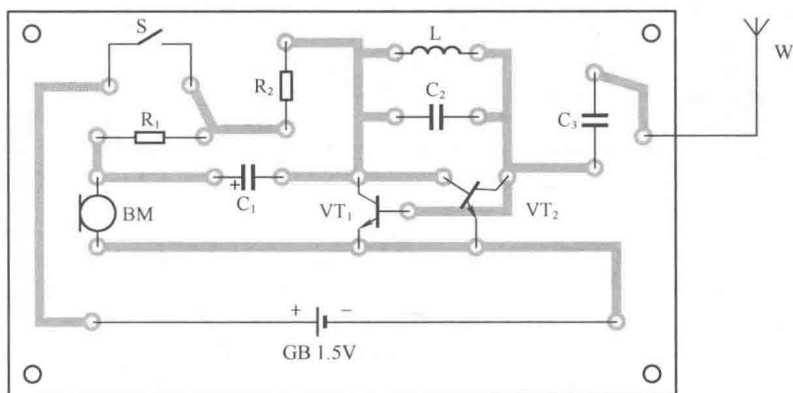 S
L
W
R₂
C₂
R₁
C₃
+
C₁
BM
VT₁
VT₂
+ −
GB 1.5V